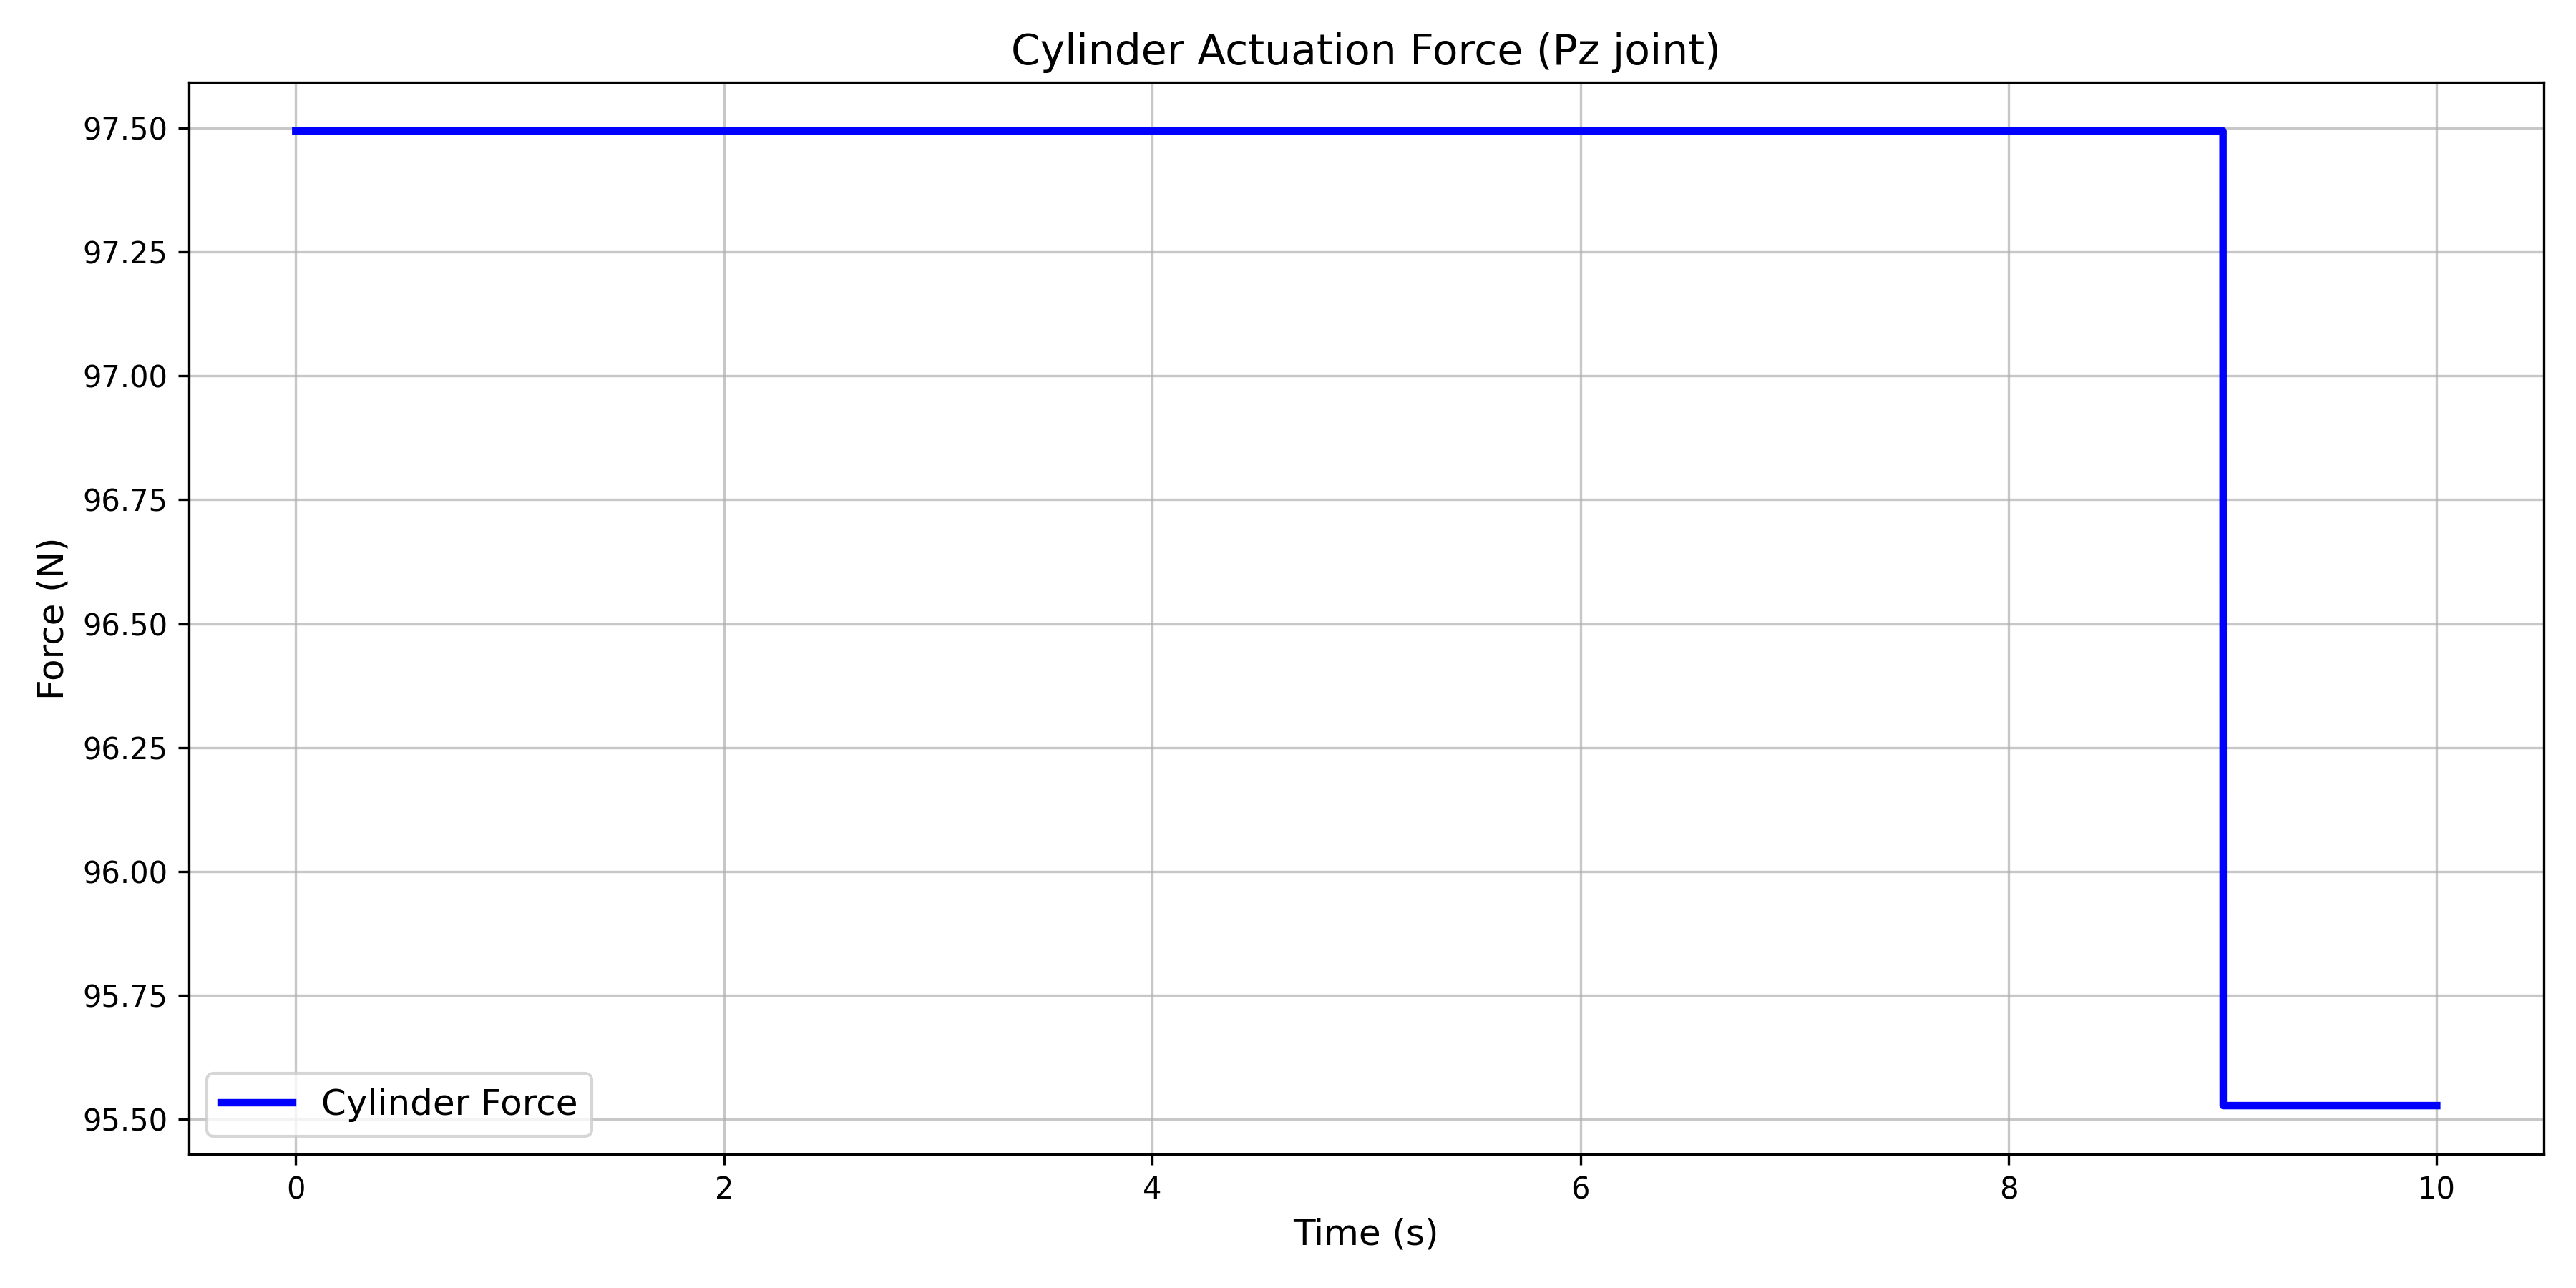 Cylinder Actuation Force (Pz joint)
97.50
97.25
97.00
96.75
96.50
96.25
96.00
95.75
95.50
Force (N)
Cylinder Force
0 2 4 6 8 10
Time (s)